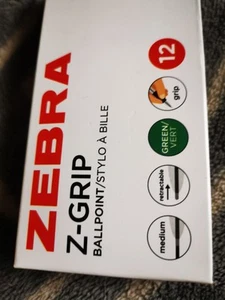 ZEBRA
Z-GRIP
BALLPOINT/STYLO À BILLE
medium
retractable
GREEN/
VERT
grip
12